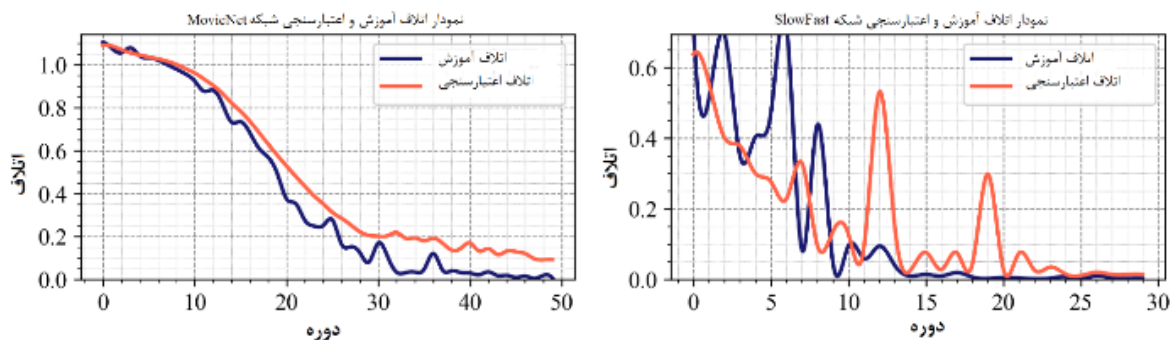 نمودار اتلاف آموزش و اعتبارسنجی شبکه MovieNet
اتلاف آموزش
اتلاف اعتبارسنجی
اتلاف
1.0
0.8
0.6
0.4
0.2
0.0
0 10 20 30 40 50
دوره
نمودار اتلاف آموزش و اعتبارسنجی شبکه SlowFast
اتلاف آموزش
اتلاف اعتبارسنجی
اتلاف
0.6
0.4
0.2
0.0
0 5 10 15 20 25 30
دوره